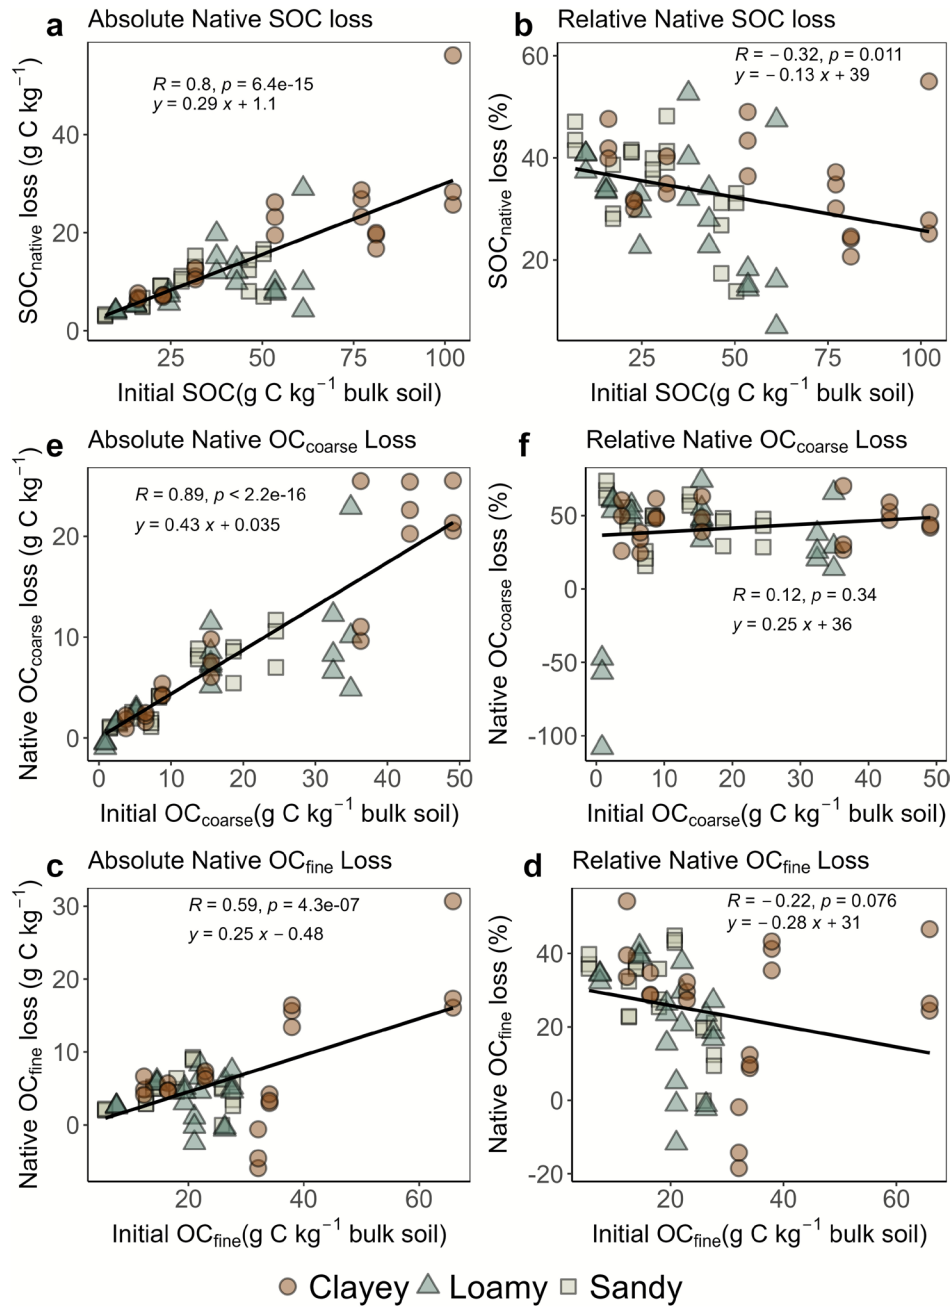 a Absolute Native SOC loss
R = 0.8, p = 6.4e-15
y = 0.29 x + 1.1
SOCnative loss (g C kg−1)
40
20
0
25 50 75 100
Initial SOC(g C kg−1 bulk soil)
b Relative Native SOC loss
R = − 0.32, p = 0.011
y = − 0.13 x + 39
SOCnative loss (%)
60
40
20
25 50 75 100
Initial SOC(g C kg−1 bulk soil)
e Absolute Native OCcoarse Loss
R = 0.89, p < 2.2e-16
y = 0.43 x + 0.035
Native OCcoarse loss (g C kg−1)
20
10
0
0 10 20 30 40 50
Initial OCcoarse(g C kg−1 bulk soil)
f Relative Native OCcoarse Loss
R = 0.12, p = 0.34
y = 0.25 x + 36
Native OCcoarse loss (%)
50
0
-50
-100
0 10 20 30 40 50
Initial OCcoarse(g C kg−1 bulk soil)
c Absolute Native OCfine Loss
R = 0.59, p = 4.3e-07
y = 0.25 x − 0.48
Native OCfine loss (g C kg−1)
30
20
10
0
20 40 60
Initial OCfine(g C kg−1 bulk soil)
d Relative Native OCfine Loss
R = − 0.22, p = 0.076
y = − 0.28 x + 31
Native OCfine loss (%)
40
20
0
-20
20 40 60
Initial OCfine(g C kg−1 bulk soil)
Clayey Loamy Sandy